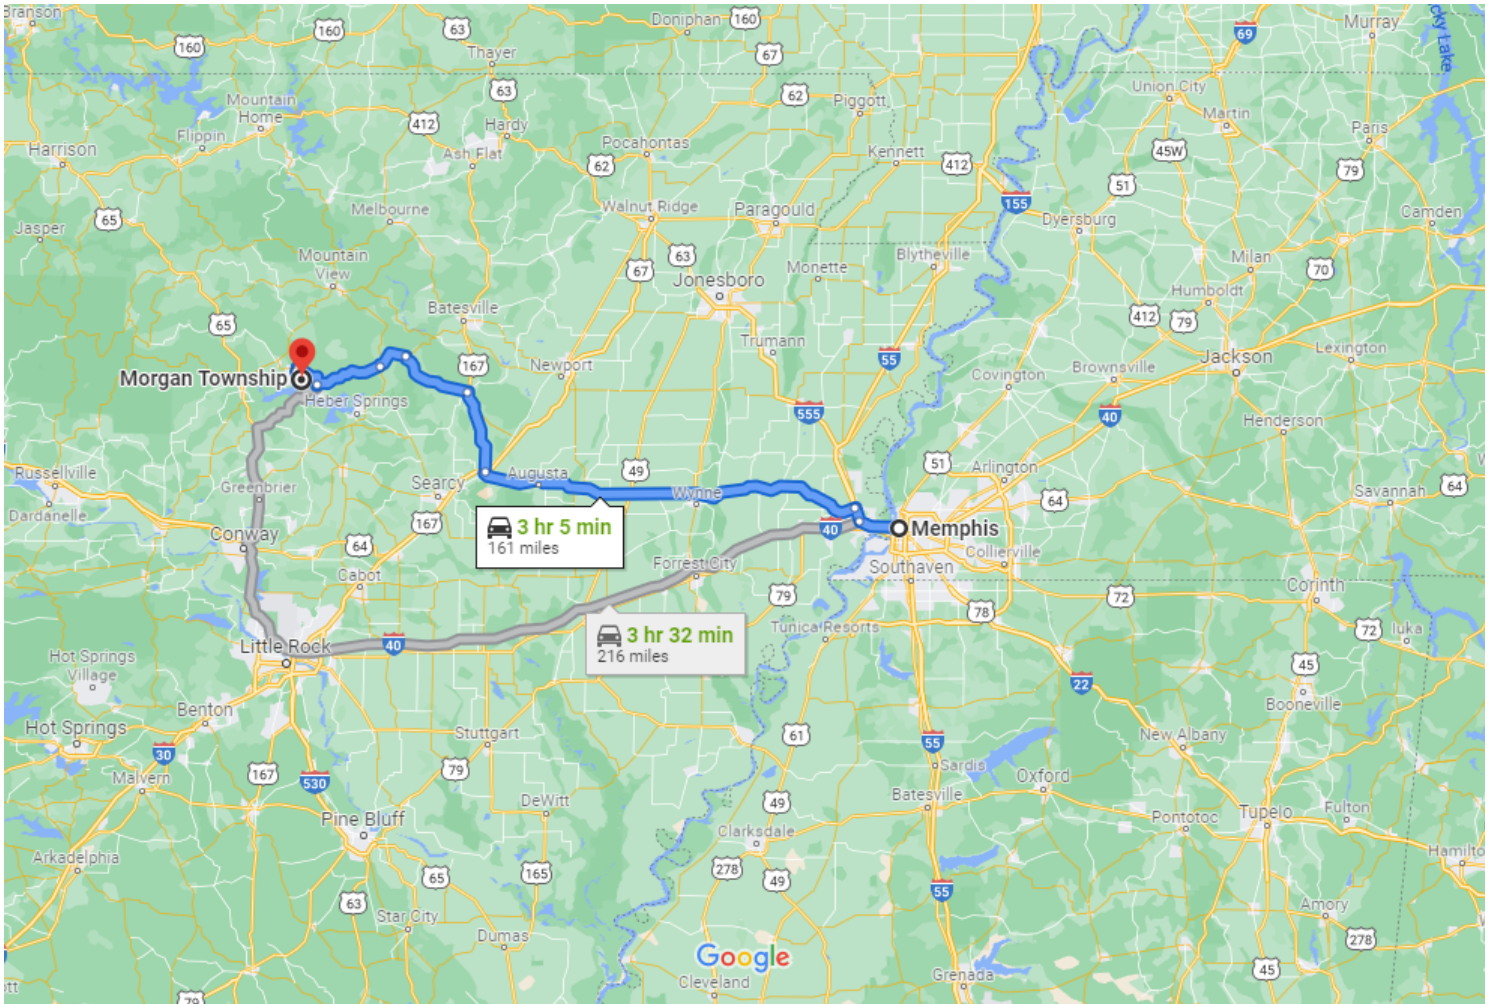 Branson
160
160
63
Thayer
Doniphan
160
67
69
Murray
cky Lake
Mountain
Home
Flippin
412
63
Hardy
62
Piggott
Union City
Martin
Paris
Harrison
Ash Flat
Pocahontas
62
Kennett
412
45W
79
51
65
Melbourne
Walnut Ridge
Paragould
155
Dyersburg
Camden
Jasper
Mountain
View
67
63
Jonesboro
Monette
Blytheville
Milan
70
Humboldt
412
79
65
Batesville
Trumann
55
Jackson
Lexington
Morgan Township
167
Newport
Covington
Brownsville
Heber Springs
555
40
Henderson
Russellville
Greenbrier
Searcy
Augusta
49
Wynne
51
Arlington
64
Savannah
64
Dardanelle
Conway
167
3 hr 5 min
161 miles
40
Memphis
64
Cabot
Forrest City
Collierville
Southaven
Corinth
79
72
78
Tunica Resorts
72
Iuka
3 hr 32 min
216 miles
Little Rock
40
Hot Springs
Village
22
45
Booneville
Benton
Hot Springs
30
Stuttgart
61
55
New Albany
Malvern
167
530
79
Sardis
Oxford
DeWitt
49
Batesville
Pine Bluff
Clarksdale
Pontotoc
Tupelo
Fulton
Arkadelphia
65
165
278
49
55
Hamilto
63
Star City
Amory
Dumas
278
Google
45
Cleveland
Grenada
ott
79